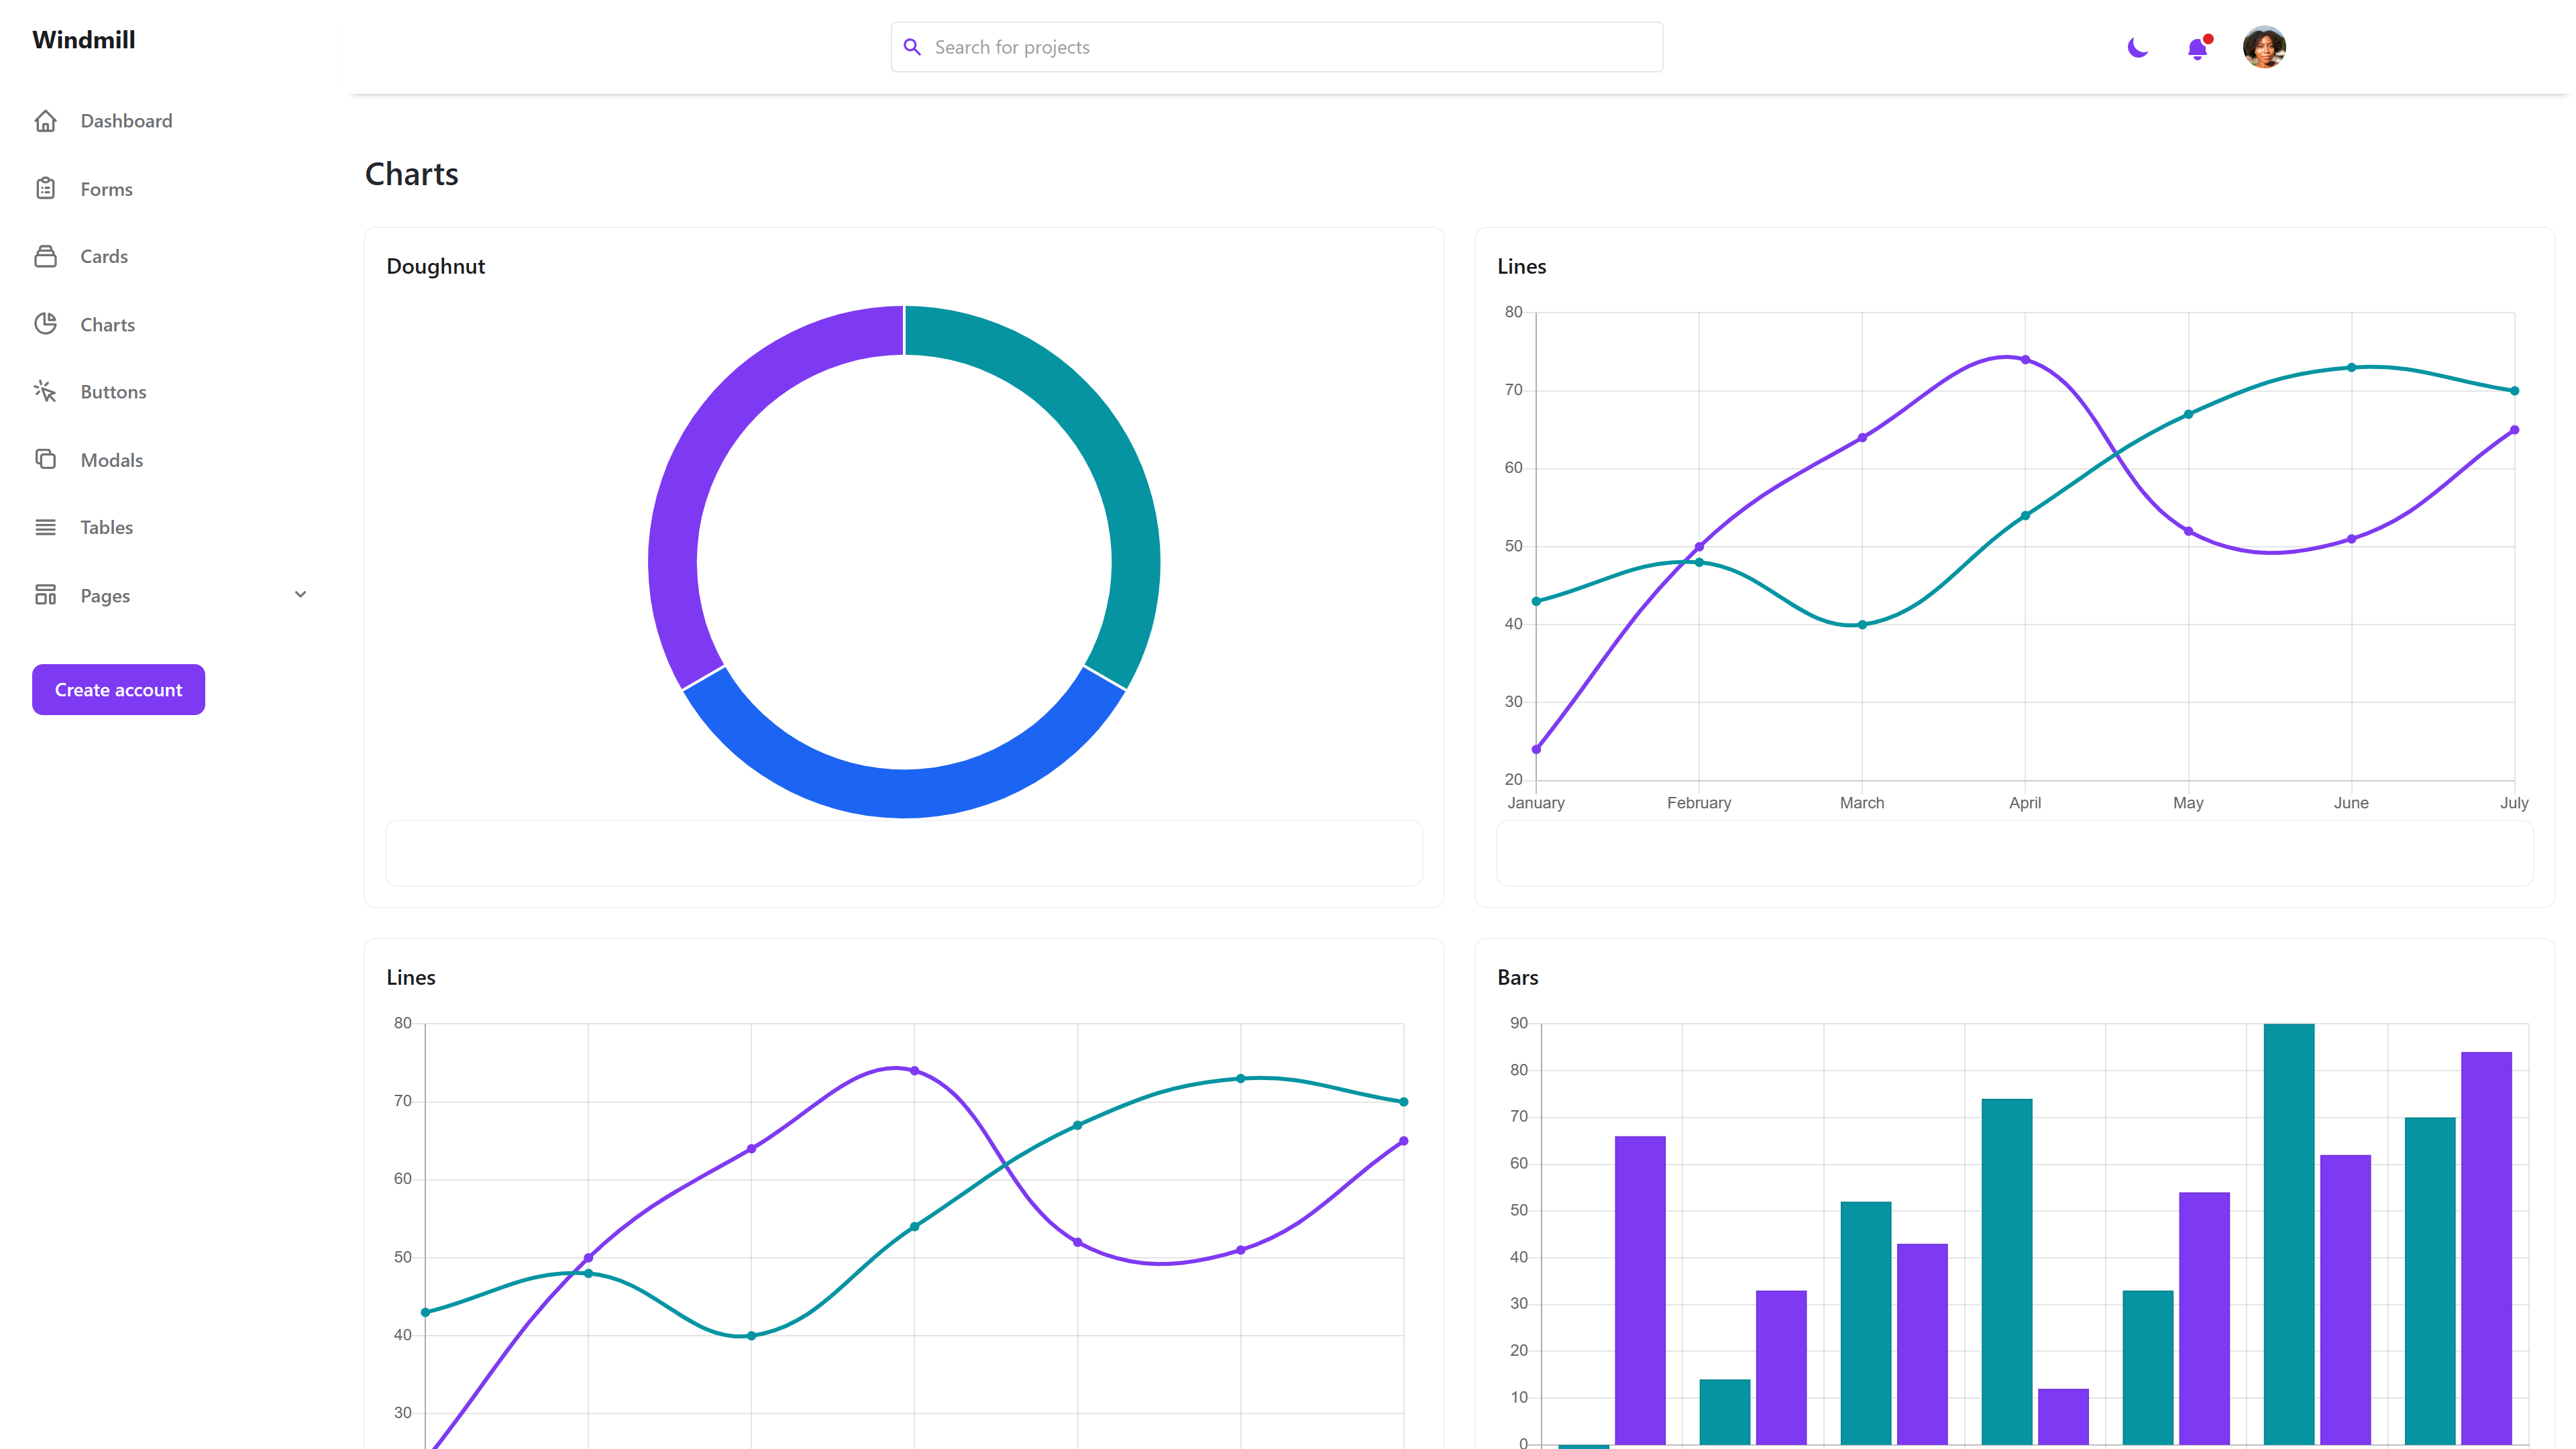 Windmill
Search for projects
Dashboard
Forms
Cards
Charts
Buttons
Modals
Tables
Pages
Create account
Charts
Doughnut
Lines
80
70
60
50
40
30
20
January February March April May June July
Lines
80
70
60
50
40
30
Bars
90
80
70
60
50
40
30
20
10
0